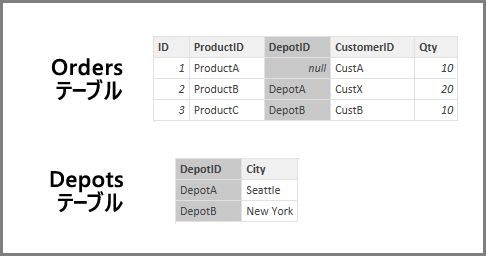 Orders
テーブル
ID ProductID DepotID CustomerID Qty
1 ProductA null CustA 10
2 ProductB DepotA CustX 20
3 ProductC DepotB CustB 10
Depots
テーブル
DepotID City
DepotA Seattle
DepotB New York